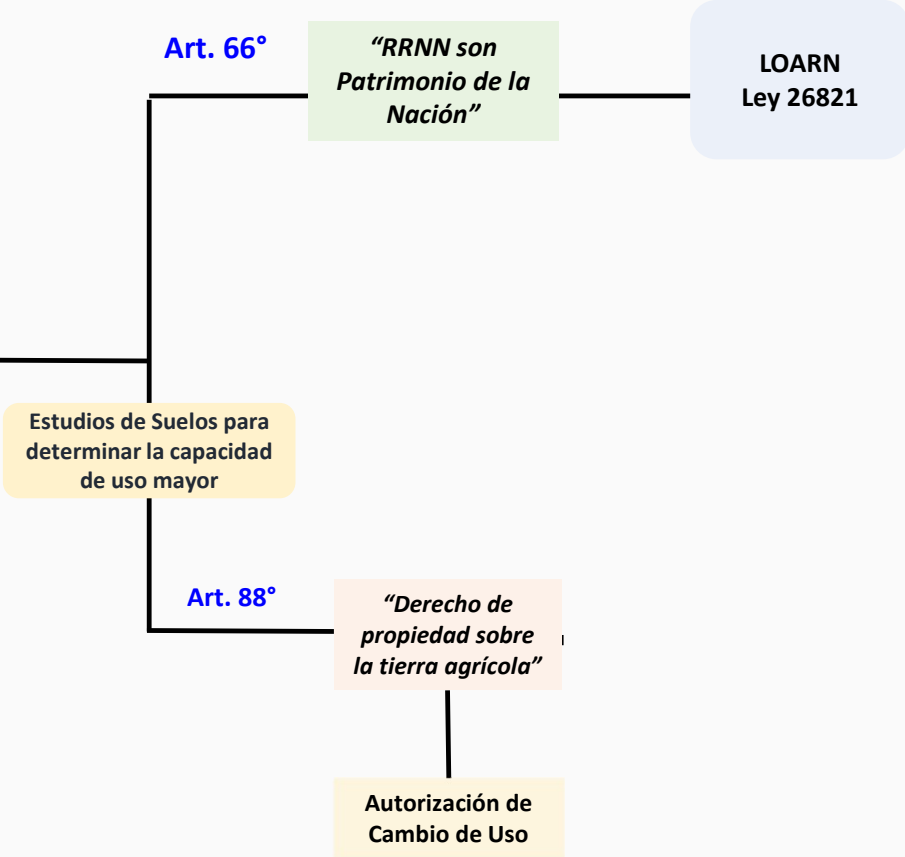 Art. 66°
“RRNN son
Patrimonio de la
Nación”
LOARN
Ley 26821
Estudios de Suelos para
determinar la capacidad
de uso mayor
Art. 88°
“Derecho de
propiedad sobre
la tierra agrícola”
Autorización de
Cambio de Uso